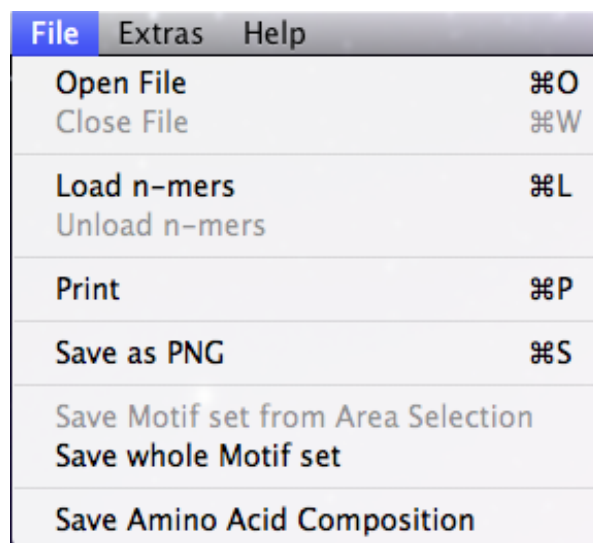 File Extras Help
Open File ⌘O
Close File ⌘W
Load n-mers ⌘L
Unload n-mers
Print ⌘P
Save as PNG ⌘S
Save Motif set from Area Selection
Save whole Motif set
Save Amino Acid Composition